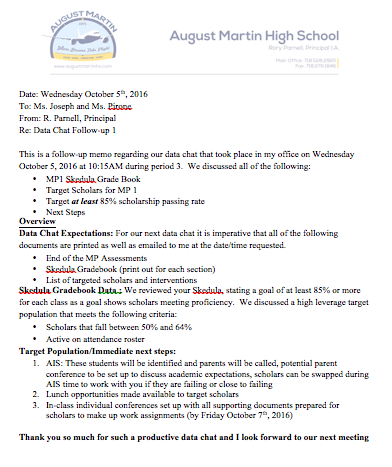 AUGUST MARTIN
August Martin High School
Rory Parnell, Principal I.A.
Date: Wednesday October 5th, 2016
To: Ms. Joseph and Ms. Pirone
From: R. Parnell, Principal
Re: Data Chat Follow-up 1
This is a follow-up memo regarding our data chat that took place in my office on Wednesday
October 5, 2016 at 10:15AM during period 3. We discussed all of the following:
• MP1 Skedula Grade Book
• Target Scholars for MP 1
• Target at least 85% scholarship passing rate
• Next Steps
Overview
Data Chat Expectations: For our next data chat it is imperative that all of the following
documents are printed as well as emailed to me at the date/time requested.
• End of the MP Assessments
• Skedula Gradebook (print out for each section)
• List of targeted scholars and interventions
Skedula Gradebook Data.: We reviewed your Skedula, stating a goal of at least 85% or more
for each class as a goal shows scholars meeting proficiency. We discussed a high leverage target
population that meets the following criteria:
• Scholars that fall between 50% and 64%
• Active on attendance roster
Target Population/Immediate next steps:
1. AIS: These students will be identified and parents will be called, potential parent
conference to be set up to discuss academic expectations, scholars can be swapped during
AIS time to work with you if they are failing or close to failing
2. Lunch opportunities made available to target scholars
3. In-class individual conferences set up with all supporting documents prepared for
scholars to make up work assignments (by Friday October 7th, 2016)
Thank you so much for such a productive data chat and I look forward to our next meeting